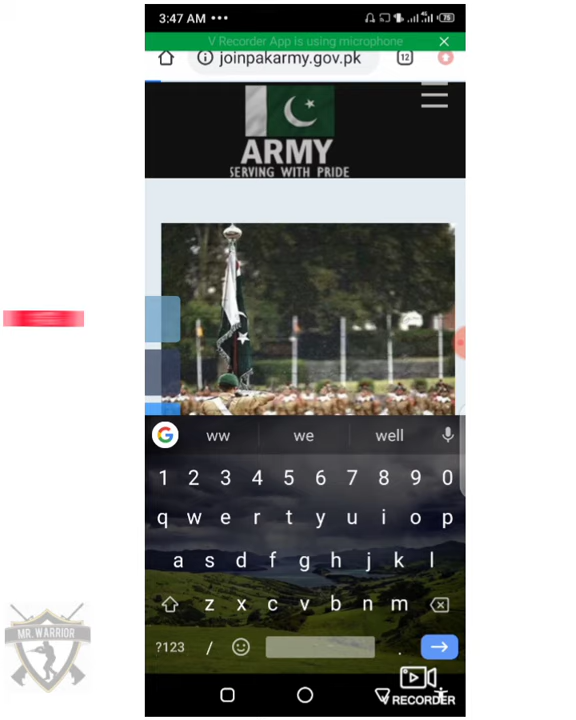 3:47 AM
75
V Recorder App is using microphone
joinpakarmy.gov.pk
12
ARMY
SERVING WITH PRIDE
ww we well
1 2 3 4 5 6 7 8 9 0
q w e r t y u i o p
a s d f g h j k l
z x c v b n m
?123 / .
MR. WARRIOR
V RECORDER